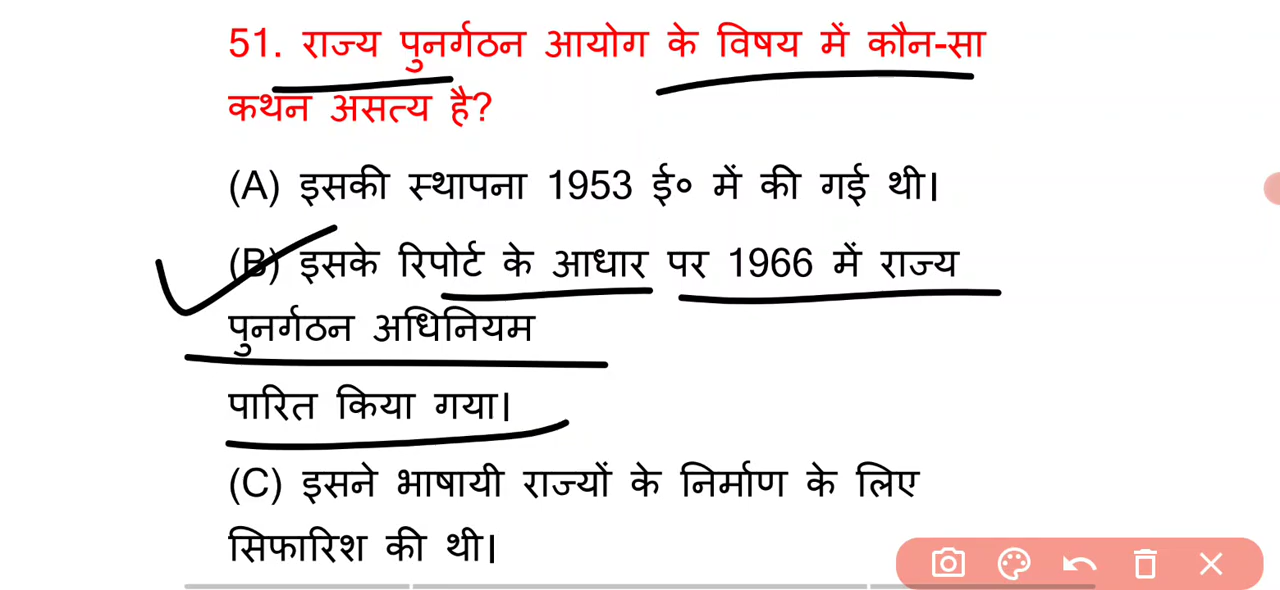 51. राज्य पुनर्गठन आयोग के विषय में कौन-सा
कथन असत्य है?
(A) इसकी स्थापना 1953 ई० में की गई थी।
(B) इसके रिपोर्ट के आधार पर 1966 में राज्य
पुनर्गठन अधिनियम
पारित किया गया।
(C) इसने भाषायी राज्यों के निर्माण के लिए
सिफारिश की थी।